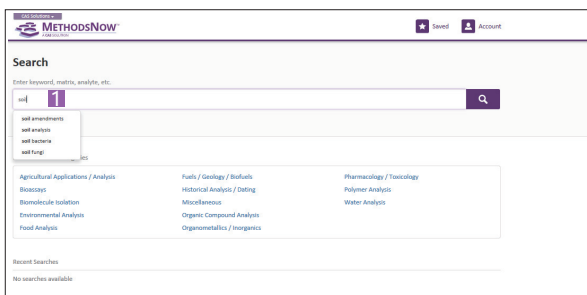 CAS Solutions
METHODSNOW™
A CAS SOLUTION
Saved
Account
Search
Enter keyword, matrix, analyte, etc.
soil
1
soil amendments
soil analysis
soil bacteria
soil fungi
Agricultural Applications / Analysis
Bioassays
Biomolecule Isolation
Environmental Analysis
Food Analysis
Fuels / Geology / Biofuels
Historical Analysis / Dating
Miscellaneous
Organic Compound Analysis
Organometallics / Inorganics
Pharmacology / Toxicology
Polymer Analysis
Water Analysis
Recent Searches
No searches available